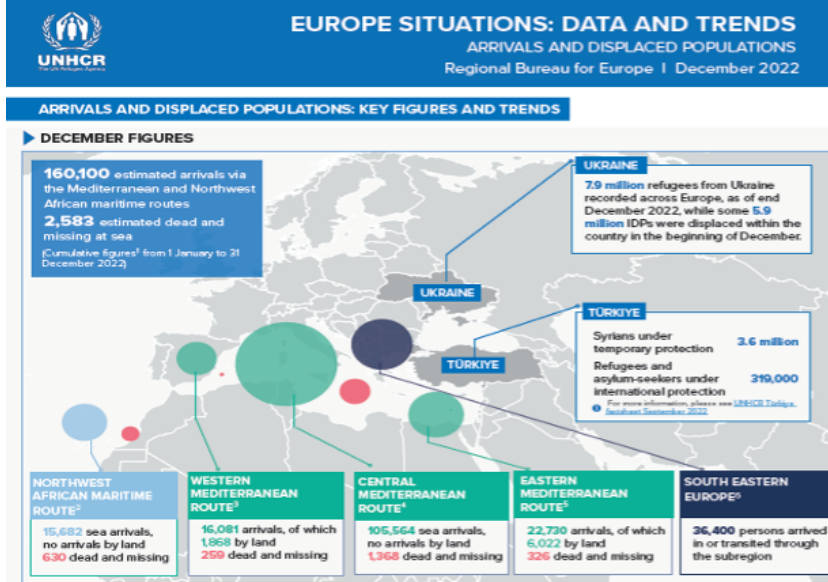 UNHCR
The UN Refugee Agency
EUROPE SITUATIONS: DATA AND TRENDS
ARRIVALS AND DISPLACED POPULATIONS
Regional Bureau for Europe I December 2022
ARRIVALS AND DISPLACED POPULATIONS: KEY FIGURES AND TRENDS
DECEMBER FIGURES
160,100 estimated arrivals via
the Mediterranean and Northwest
African maritime routes
2,583 estimated dead and
missing at sea
(Cumulative figures¹ from 1 January to 31
December 2022)
UKRAINE
7.9 million refugees from Ukraine
recorded across Europe, as of end
December 2022, while some 5.9
million IDPs were displaced within the
country in the beginning of December.
UKRAINE
TÜRKİYE
Syrians under
temporary protection
3.6 million
Refugees and
asylum-seekers under
international protection
319,000
For more information, please see UNHCR Türkiye,
factsheet September 2022
TÜRKİYE
NORTHWEST
AFRICAN MARITIME
ROUTE²
15,682 sea arrivals,
no arrivals by land
630 dead and missing
WESTERN
MEDITERRANEAN
ROUTE³
16,081 arrivals, of which
1,868 by land
259 dead and missing
CENTRAL
MEDITERRANEAN
ROUTE⁴
105,564 sea arrivals,
no arrivals by land
1,368 dead and missing
EASTERN
MEDITERRANEAN
ROUTE⁵
22,730 arrivals, of which
6,022 by land
326 dead and missing
SOUTH EASTERN
EUROPE⁶
36,400 persons arrived
in or transited through
the subregion